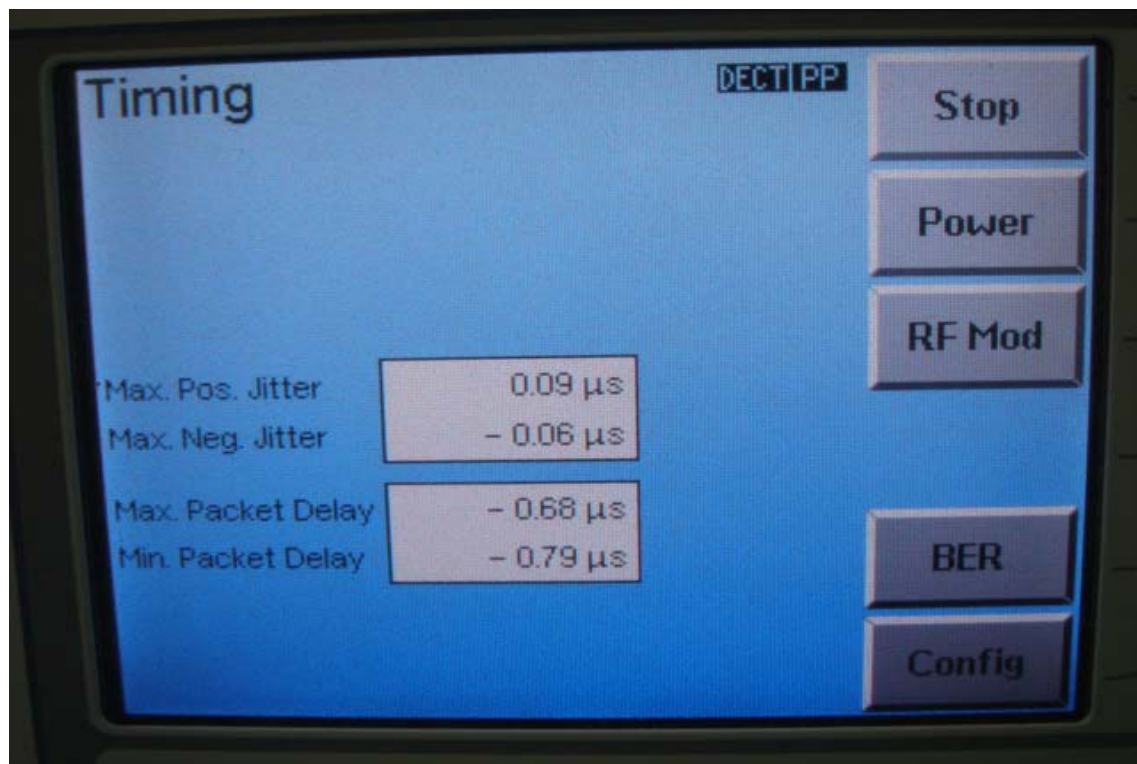 Timing
DECT PP
Stop
Power
RF Mod
Max. Pos. Jitter 0.09 µs
Max. Neg. Jitter - 0.06 µs
Max. Packet Delay - 0.68 µs
Min. Packet Delay - 0.79 µs
BER
Config